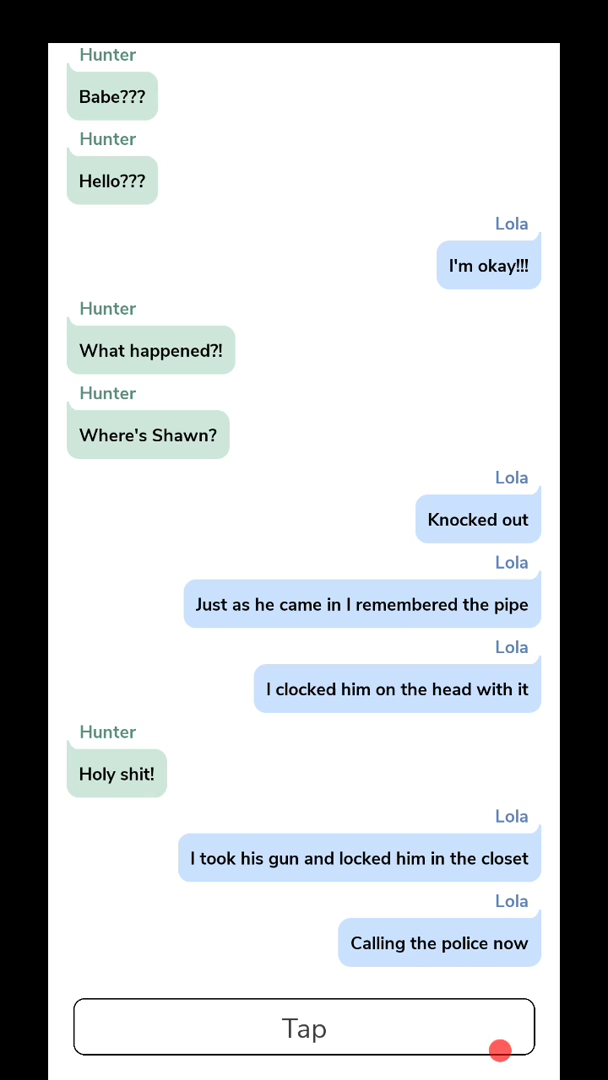 Hunter
Babe???
Hunter
Hello???
Lola
I'm okay!!!
Hunter
What happened?!
Hunter
Where's Shawn?
Lola
Knocked out
Lola
Just as he came in I remembered the pipe
Lola
I clocked him on the head with it
Hunter
Holy shit!
Lola
I took his gun and locked him in the closet
Lola
Calling the police now
Tap